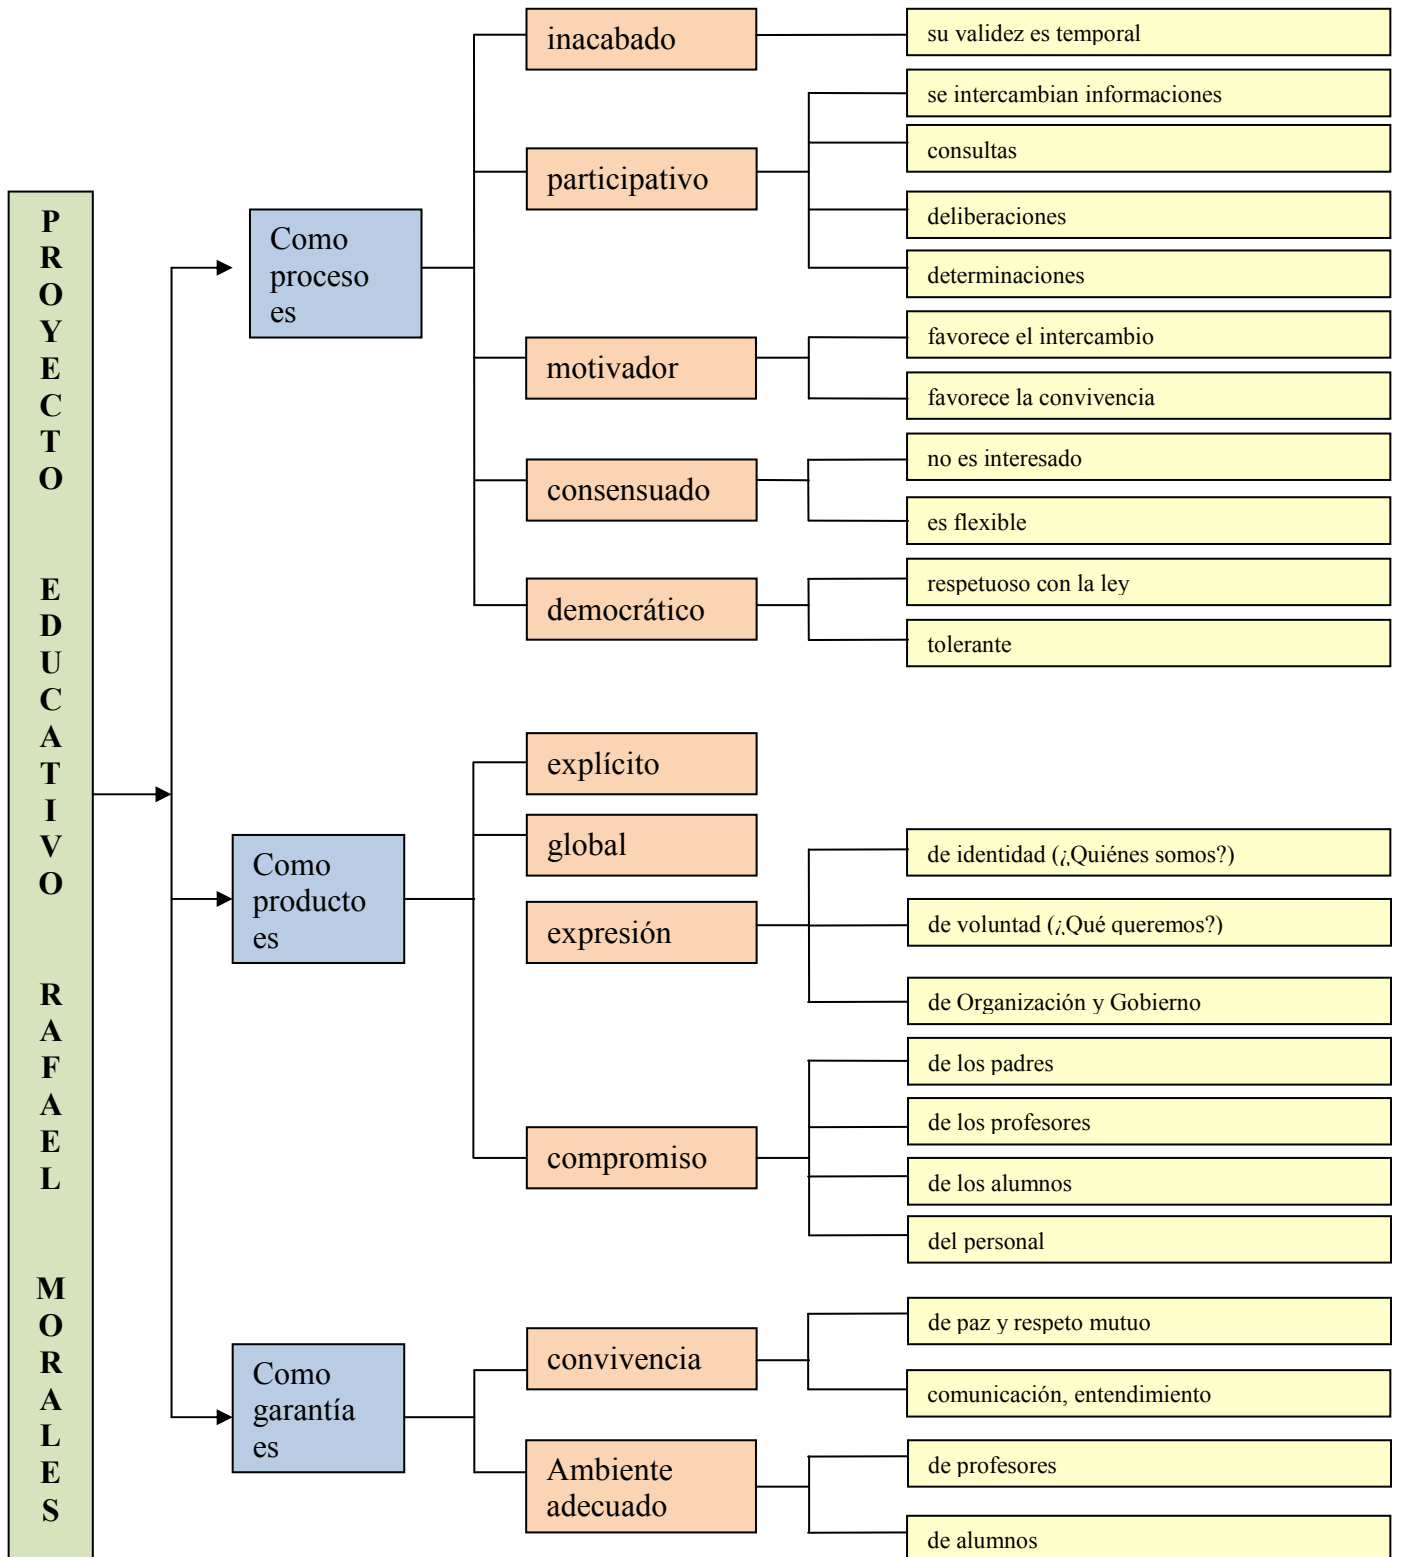 PROYECTO EDUCATIVO RAFAEL MORALES
Como
proceso
es
inacabado
su validez es temporal
participativo
se intercambian informaciones
consultas
deliberaciones
determinaciones
motivador
favorece el intercambio
favorece la convivencia
consensuado
no es interesado
es flexible
democrático
respetuoso con la ley
tolerante
Como
producto
es
explícito
global
expresión
de identidad (¿Quiénes somos?)
de voluntad (¿Qué queremos?)
de Organización y Gobierno
compromiso
de los padres
de los profesores
de los alumnos
del personal
Como
garantía
es
convivencia
de paz y respeto mutuo
comunicación, entendimiento
Ambiente
adecuado
de profesores
de alumnos